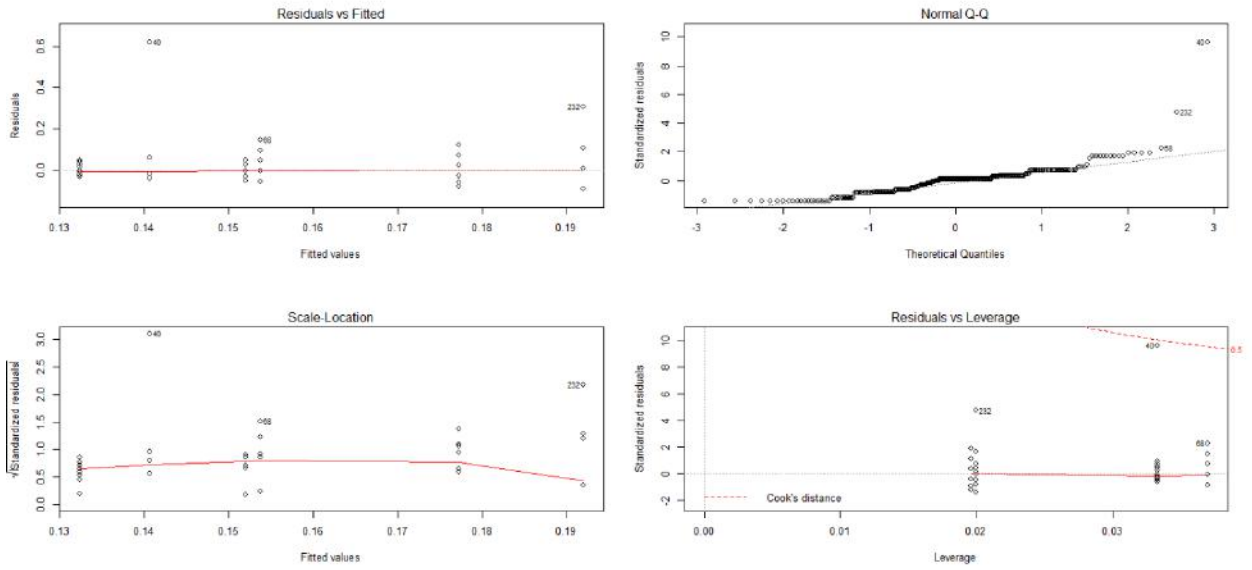 Residuals vs Fitted
Residuals
0.6
0.4
0.2
0.0
40
68
232
0.13 0.14 0.15 0.16 0.17 0.18 0.19
Fitted values
Normal Q-Q
Standardized residuals
10
8
6
4
2
0
40
232
68
-3 -2 -1 0 1 2 3
Theoretical Quantiles
Scale-Location
√|Standardized residuals|
3.0
2.5
2.0
1.5
1.0
0.5
0.0
40
232
68
0.13 0.14 0.15 0.16 0.17 0.18 0.19
Fitted values
Residuals vs Leverage
Standardized residuals
10
8
6
4
2
0
-2
40
0.5
232
68
Cook's distance
0.00 0.01 0.02 0.03
Leverage